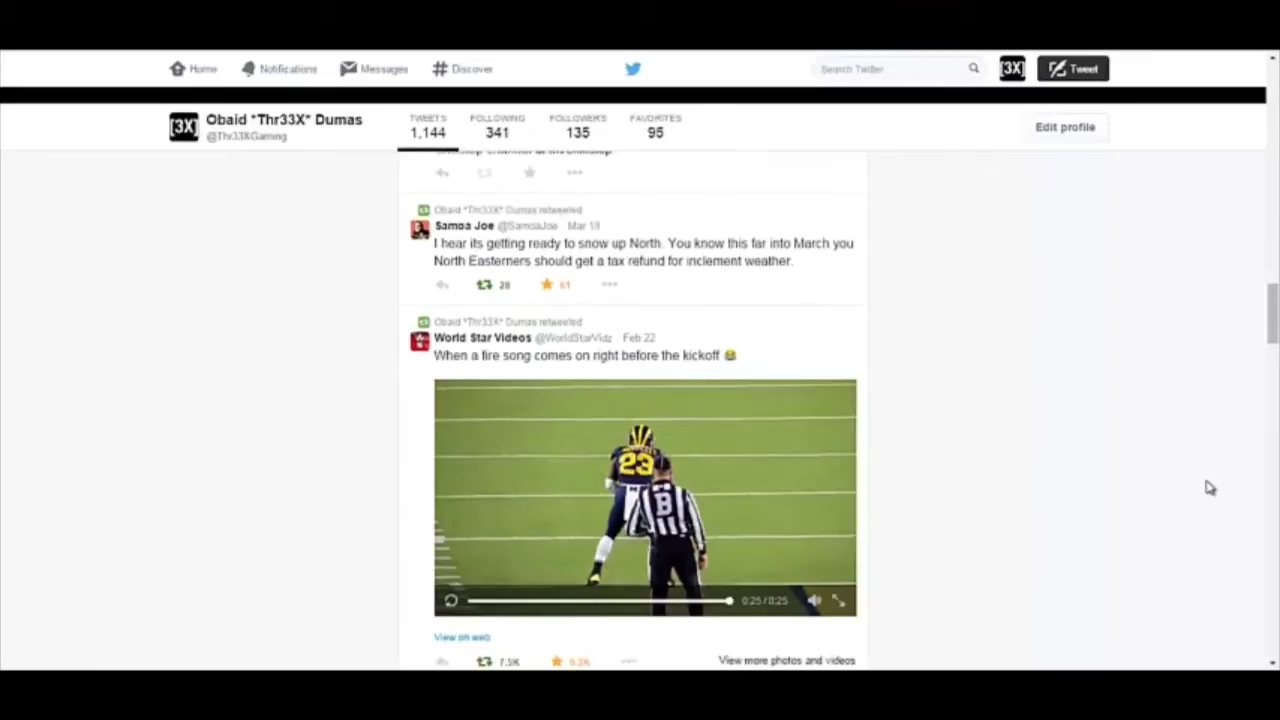 Home
Notifications
Messages
Discover
Search Twitter
[3X]
Tweet
[3X]
Obaid *Thr33X* Dumas
@Thr33XGaming
TWEETS
1,144
FOLLOWING
341
FOLLOWERS
135
FAVORITES
95
Edit profile
Obaid *Thr33X* Dumas retweeted
Samoa Joe @SamoaJoe · Mar 19
I hear its getting ready to snow up North. You know this far into March you
North Easterners should get a tax refund for inclement weather.
28
61
Obaid *Thr33X* Dumas retweeted
World Star Videos @WorldStarVidz · Feb 22
When a fire song comes on right before the kickoff 😂
23
B
0:25 / 0:25
View on web
7.5K
View more photos and videos